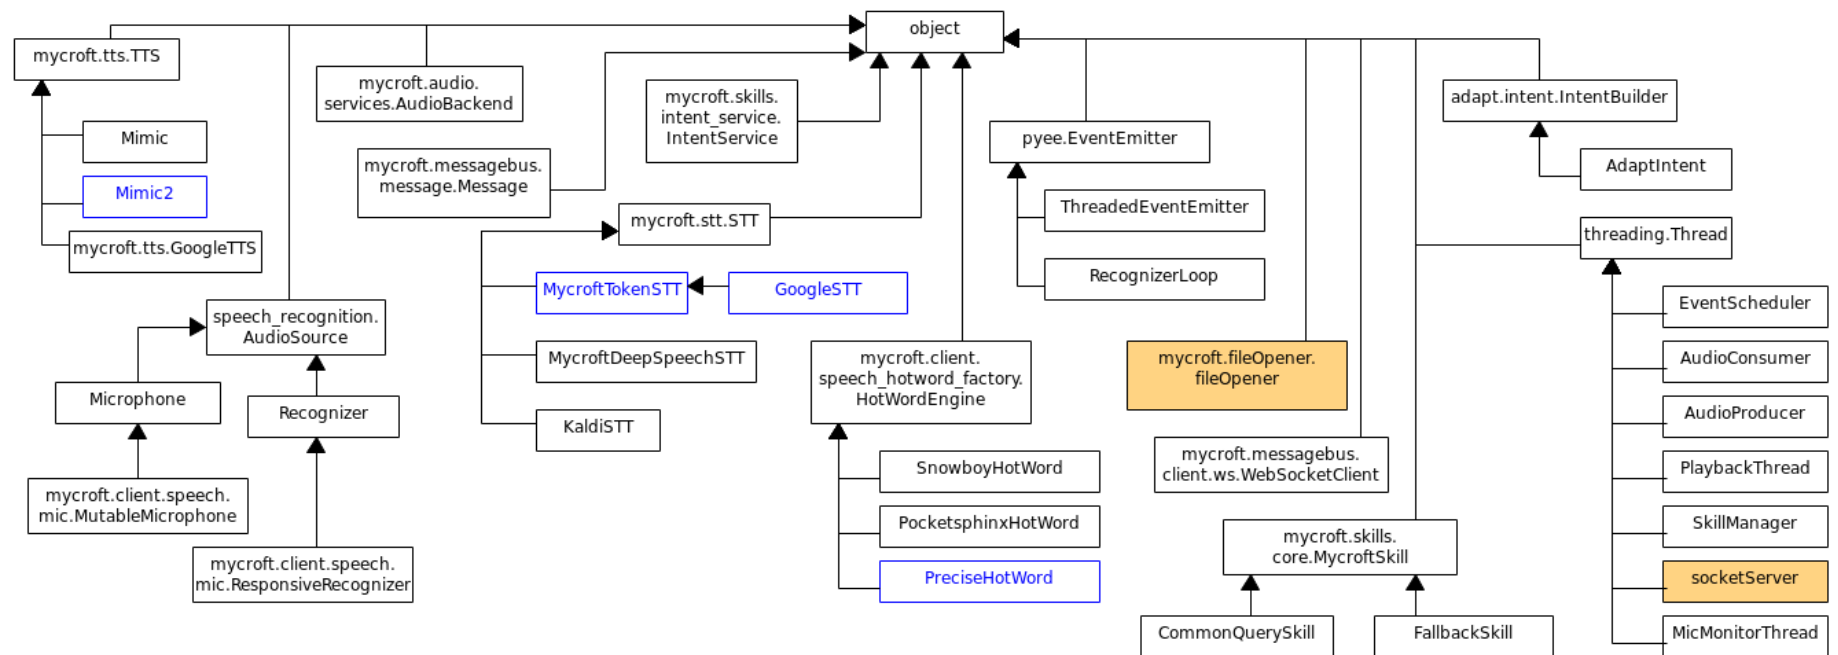 object
mycroft.tts.TTS
mycroft.audio.
services.AudioBackend
mycroft.skills.
intent_service.
IntentService
adapt.intent.IntentBuilder
Mimic
pyee.EventEmitter
mycroft.messagebus.
message.Message
AdaptIntent
Mimic2
ThreadedEventEmitter
mycroft.stt.STT
threading.Thread
mycroft.tts.GoogleTTS
RecognizerLoop
MycroftTokenSTT
GoogleSTT
EventScheduler
speech_recognition.
AudioSource
MycroftDeepSpeechSTT
mycroft.client.
speech_hotword_factory.
HotWordEngine
mycroft.fileOpener.
fileOpener
AudioConsumer
Microphone
Recognizer
AudioProducer
KaldiSTT
mycroft.messagebus.
client.ws.WebSocketClient
SnowboyHotWord
PlaybackThread
mycroft.client.speech.
mic.MutableMicrophone
PocketsphinxHotWord
SkillManager
mycroft.skills.
core.MycroftSkill
mycroft.client.speech.
mic.ResponsiveRecognizer
PreciseHotWord
socketServer
CommonQuerySkill
FallbackSkill
MicMonitorThread